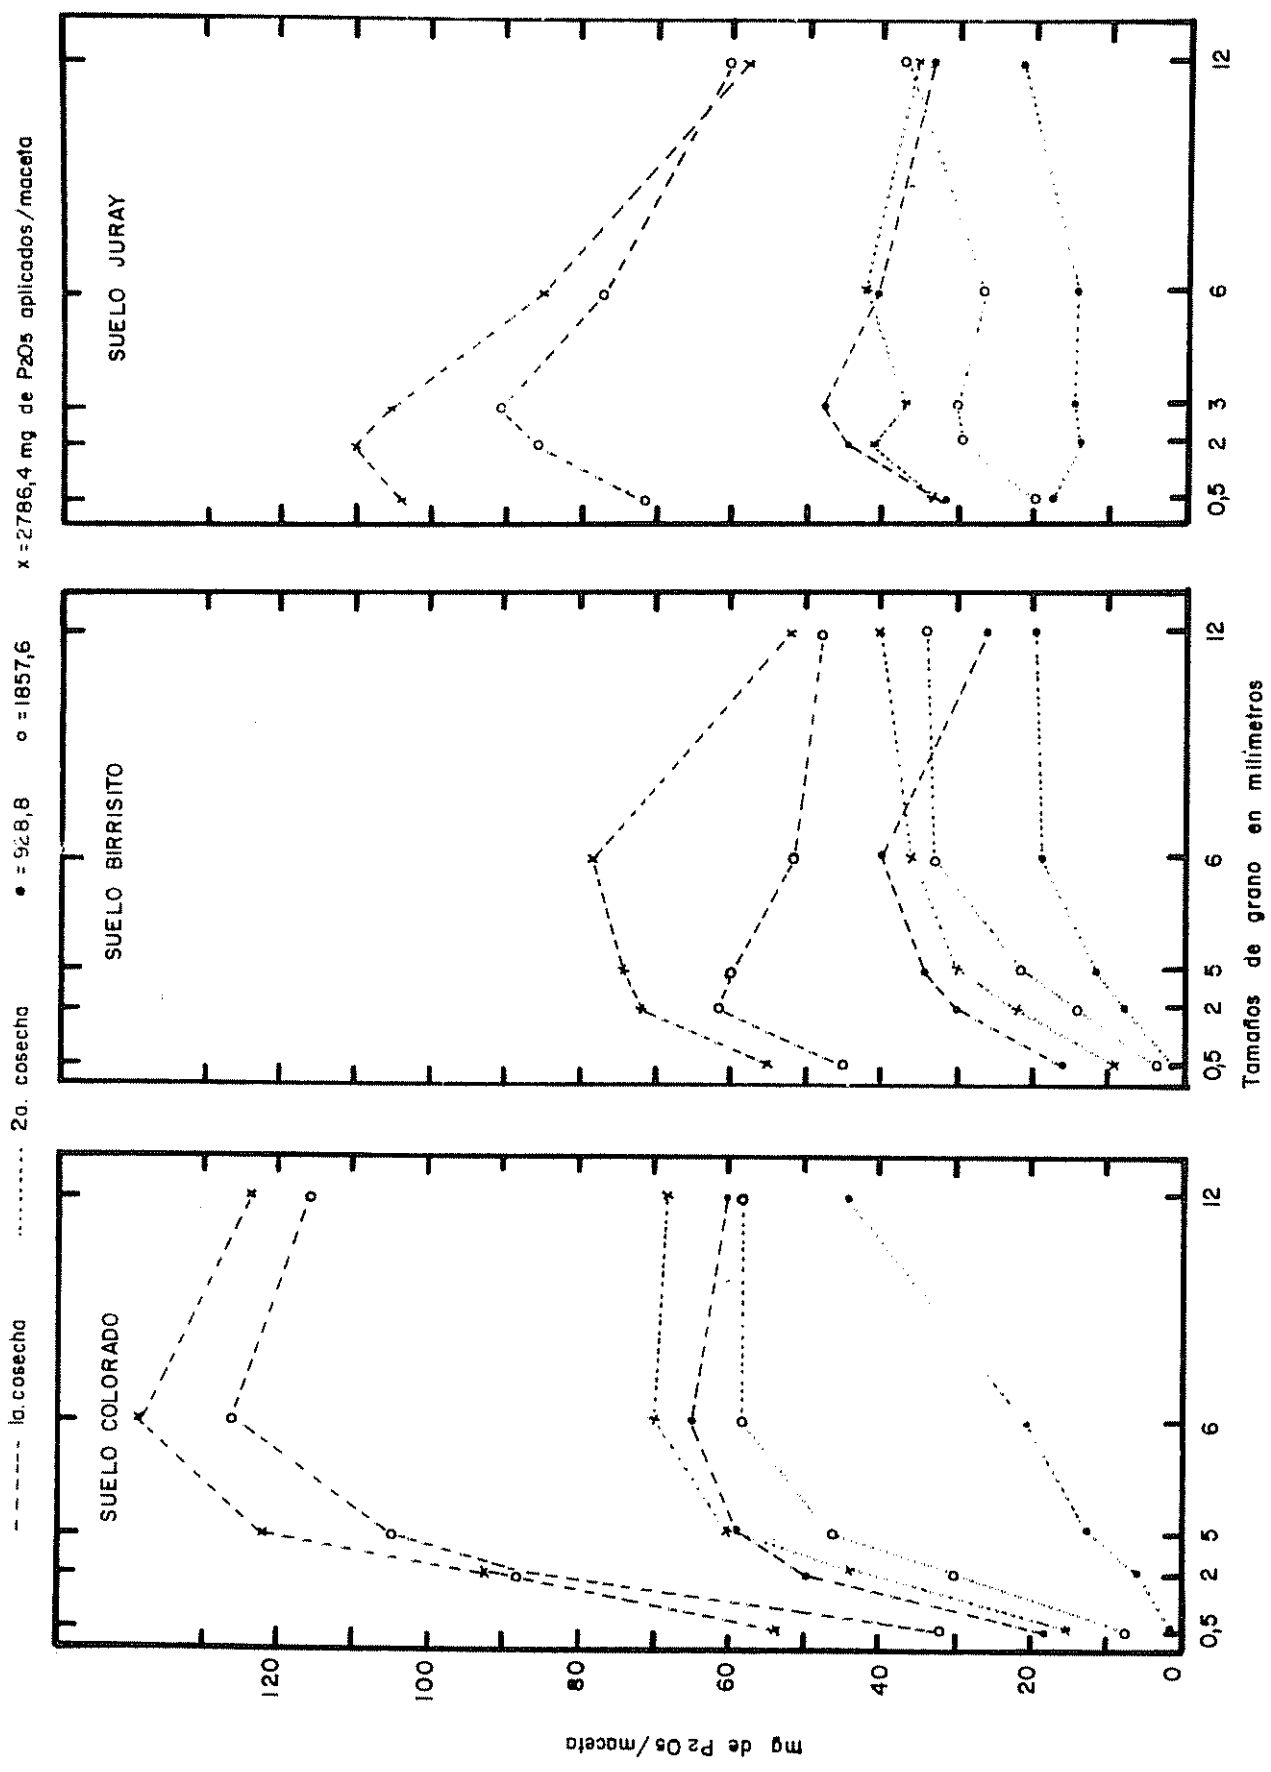 – – – – 1a. cosecha ········ 2a. cosecha • = 928,8 o = 1857,6 x = 2786,4 mg de P2O5 aplicados/maceta
SUELO COLORADO
SUELO BIRRISITO
SUELO JURAY
mg de P2O5/maceta
120
100
80
60
40
20
0
0,5 2 5 6 12
0,5 2 5 6 12
0,5 2 3 6 12
Tamaños de grano en milímetros